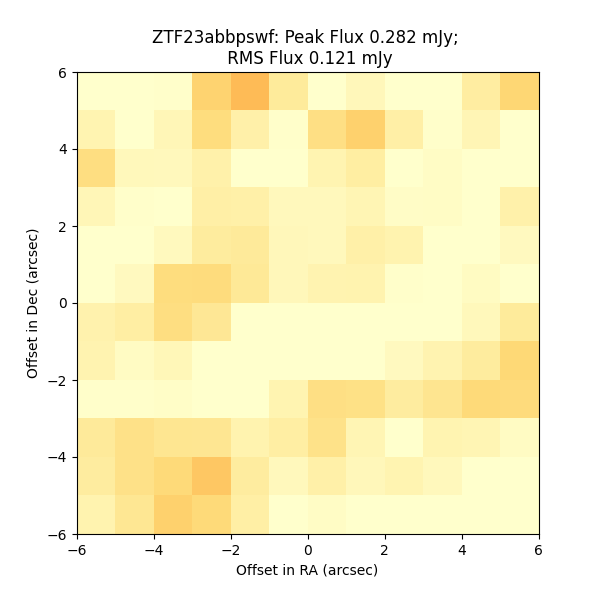 ZTF23abbpswf: Peak Flux 0.282 mJy;
RMS Flux 0.121 mJy
6
4
2
0
−2
−4
−6
Offset in Dec (arcsec)
−6 −4 −2 0 2 4 6
Offset in RA (arcsec)